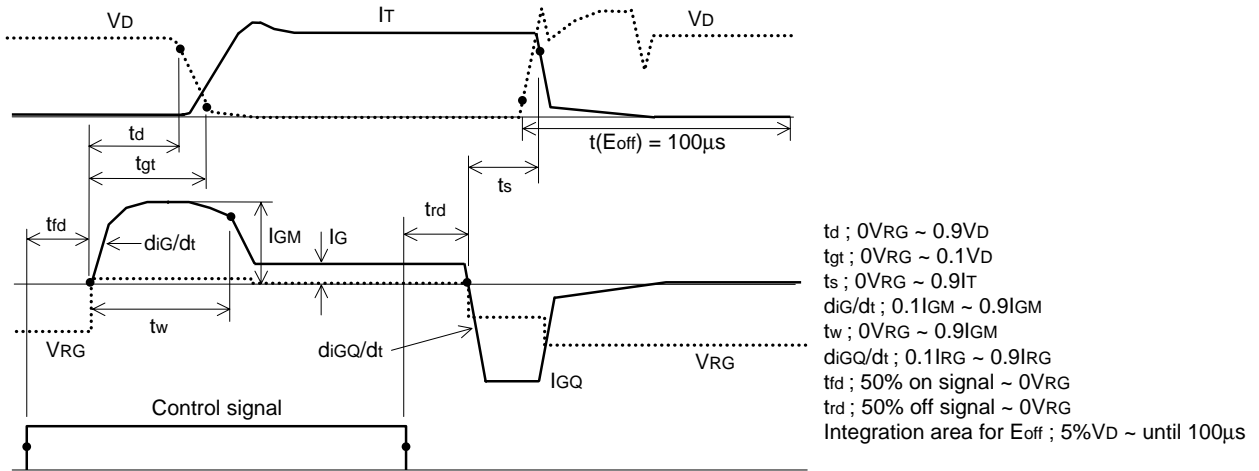 VD
IT
VD
td
t(Eoff) = 100μs
tgt
ts
tfd
trd
diG/dt
IGM
IG
tw
VRG
diGQ/dt
VRG
IGQ
Control signal
td ; 0VRG ~ 0.9VD
tgt ; 0VRG ~ 0.1VD
ts ; 0VRG ~ 0.9IT
diG/dt ; 0.1IGM ~ 0.9IGM
tw ; 0VRG ~ 0.9IGM
diGQ/dt ; 0.1IRG ~ 0.9IRG
tfd ; 50% on signal ~ 0VRG
trd ; 50% off signal ~ 0VRG
Integration area for Eoff ; 5%VD ~ until 100μs